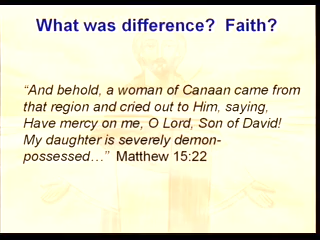 What was difference?  Faith?
“And behold, a woman of Canaan came from
that region and cried out to Him, saying,
Have mercy on me, O Lord, Son of David!
My daughter is severely demon-
possessed…”  Matthew 15:22